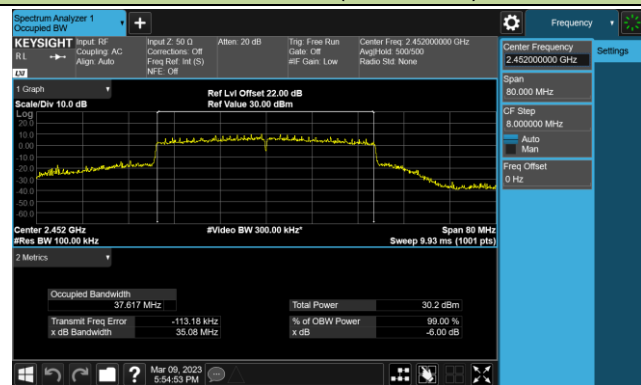 Spectrum Analyzer 1
Occupied BW
Frequency
KEYSIGHT
R L
Input: RF
Coupling: AC
Align: Auto
Input Z: 50 Ω
Corrections: Off
Freq Ref: Int (S)
NFE: Off
Atten: 20 dB
Trig: Free Run
Gate: Off
#IF Gain: Low
Center Freq: 2.452000000 GHz
Avg|Hold: 500/500
Radio Std: None
LXI
Center Frequency
2.452000000 GHz
Settings
Span
80.000 MHz
CF Step
8.000000 MHz
Auto
Man
Freq Offset
0 Hz
1 Graph
Scale/Div 10.0 dB
Ref Lvl Offset 22.00 dB
Ref Value 30.00 dBm
Log
20.0
10.0
0.00
-10.0
-20.0
-30.0
-40.0
-50.0
-60.0
Center 2.452 GHz
#Res BW 100.00 kHz
#Video BW 300.00 kHz*
Span 80 MHz
Sweep 9.93 ms (1001 pts)
2 Metrics
Occupied Bandwidth
37.617 MHz
Total Power 30.2 dBm
Transmit Freq Error -113.18 kHz
% of OBW Power 99.00 %
x dB Bandwidth 35.08 MHz
x dB -6.00 dB
Mar 09, 2023
5:54:53 PM